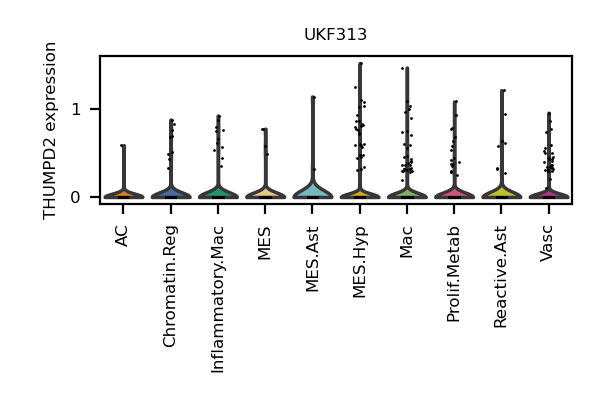 UKF313
THUMPD2 expression
1
0
AC
Chromatin.Reg
Inflammatory.Mac
MES
MES.Ast
MES.Hyp
Mac
Prolif.Metab
Reactive.Ast
Vasc